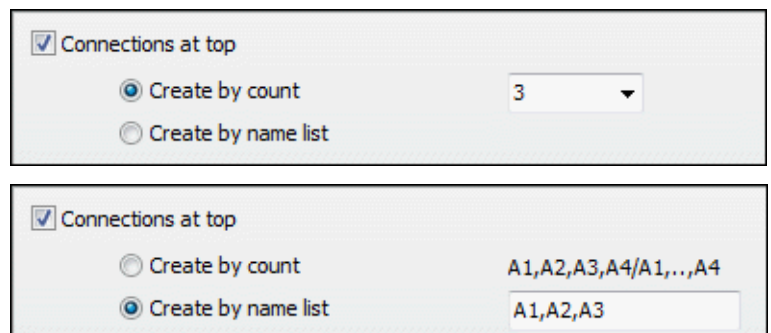 Connections at top
Create by count 3
Create by name list
Connections at top
Create by count A1,A2,A3,A4/A1,..,A4
Create by name list A1,A2,A3